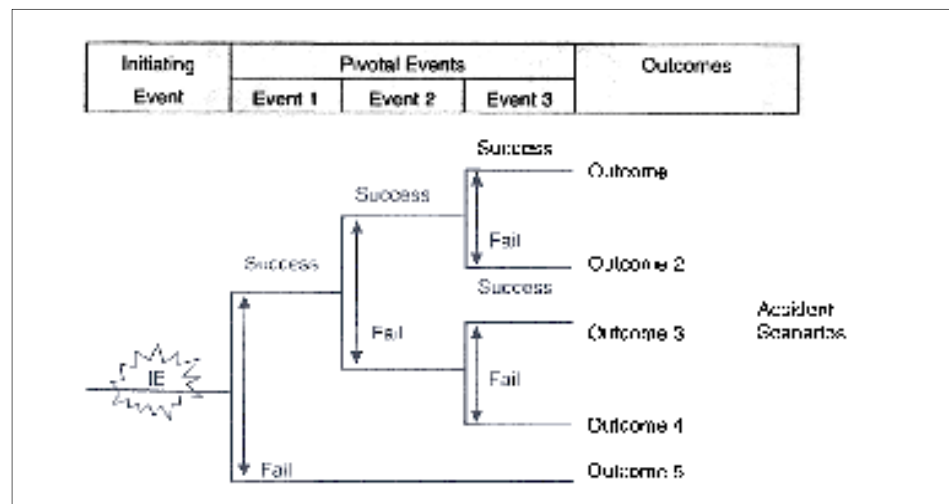 Initiating
Event
Pivotal Events
Event 1 Event 2 Event 3
Outcomes
Success
Outcome
Success
Fail
Success
Outcome 2
Success
Accident
Scenarios
Outcome 3
Fail
IE
Fail
Outcome 4
Fail
Outcome 5